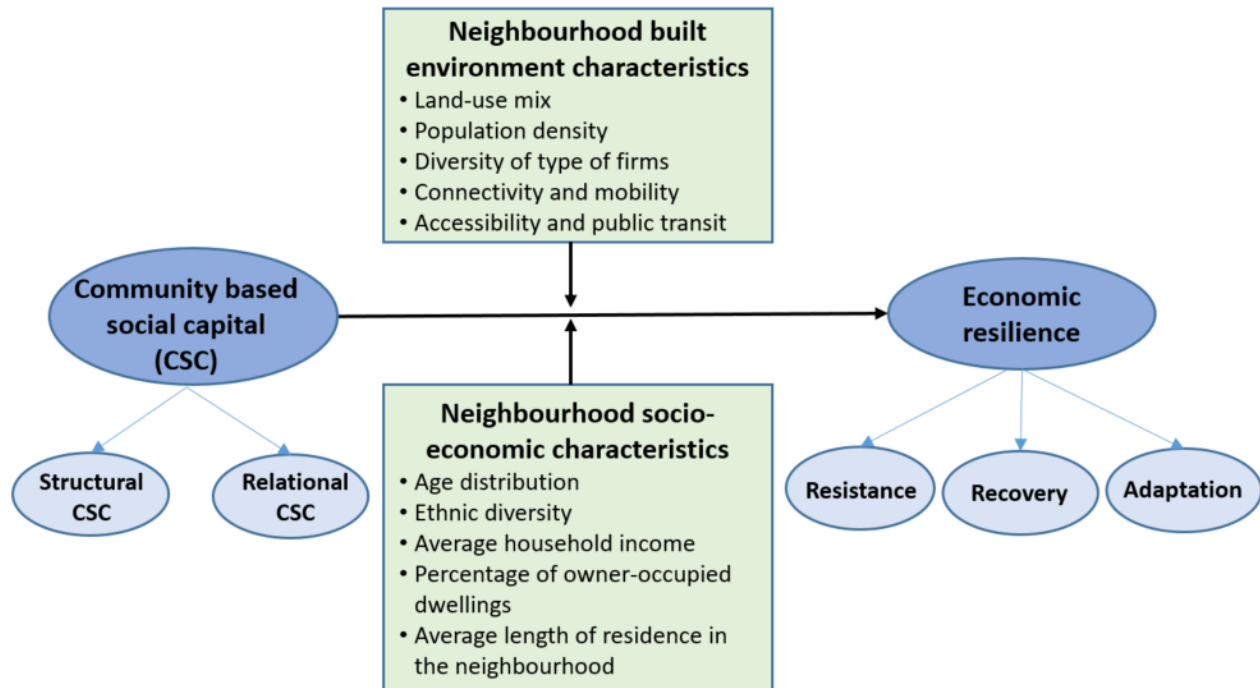 Neighbourhood built
environment characteristics
• Land-use mix
• Population density
• Diversity of type of firms
• Connectivity and mobility
• Accessibility and public transit
Community based
social capital
(CSC)
Economic
resilience
Neighbourhood socio-
economic characteristics
• Age distribution
• Ethnic diversity
• Average household income
• Percentage of owner-occupied
dwellings
• Average length of residence in
the neighbourhood
Structural
CSC
Relational
CSC
Resistance
Recovery
Adaptation